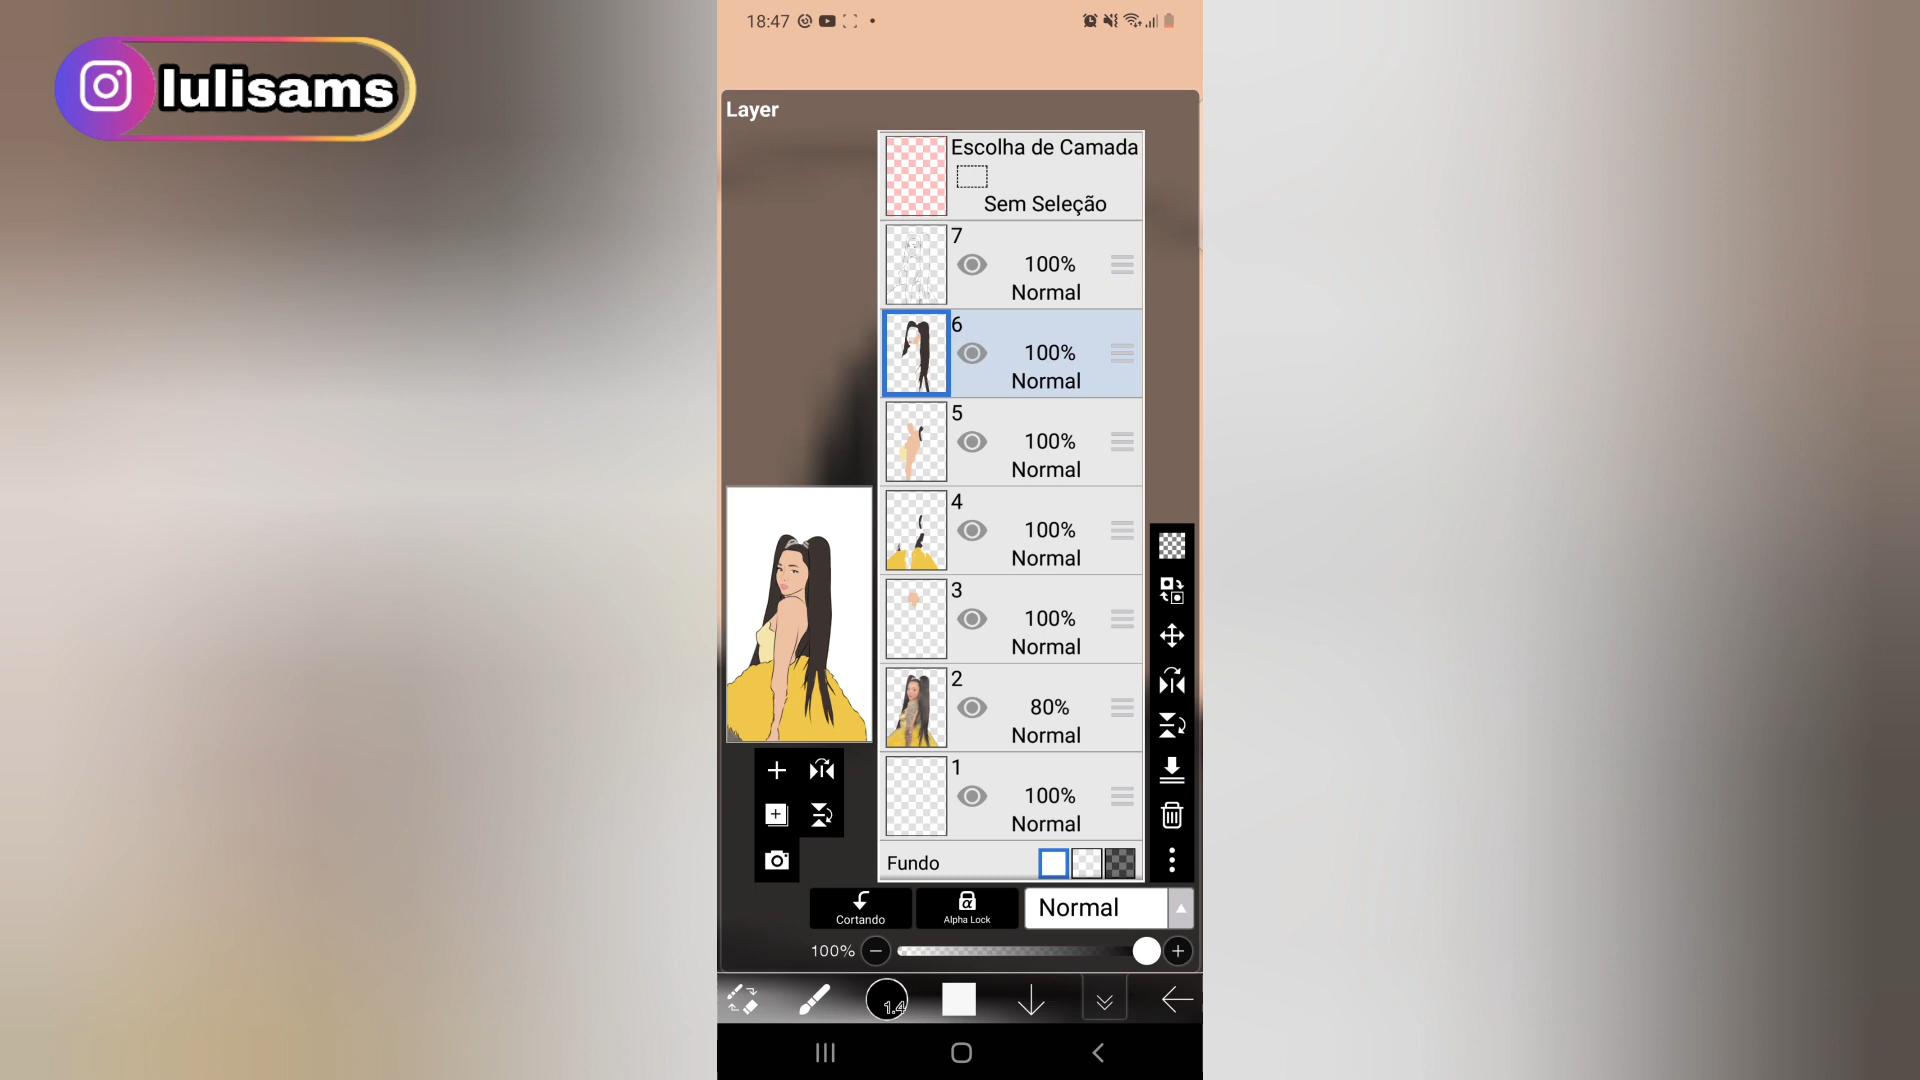 18:47
lulisams
Layer
Escolha de Camada
Sem Seleção
7
100%
Normal
6
100%
Normal
5
100%
Normal
4
100%
Normal
3
100%
Normal
2
80%
Normal
1
100%
Normal
Fundo
Cortando
α
Alpha Lock
Normal
100%
1.4